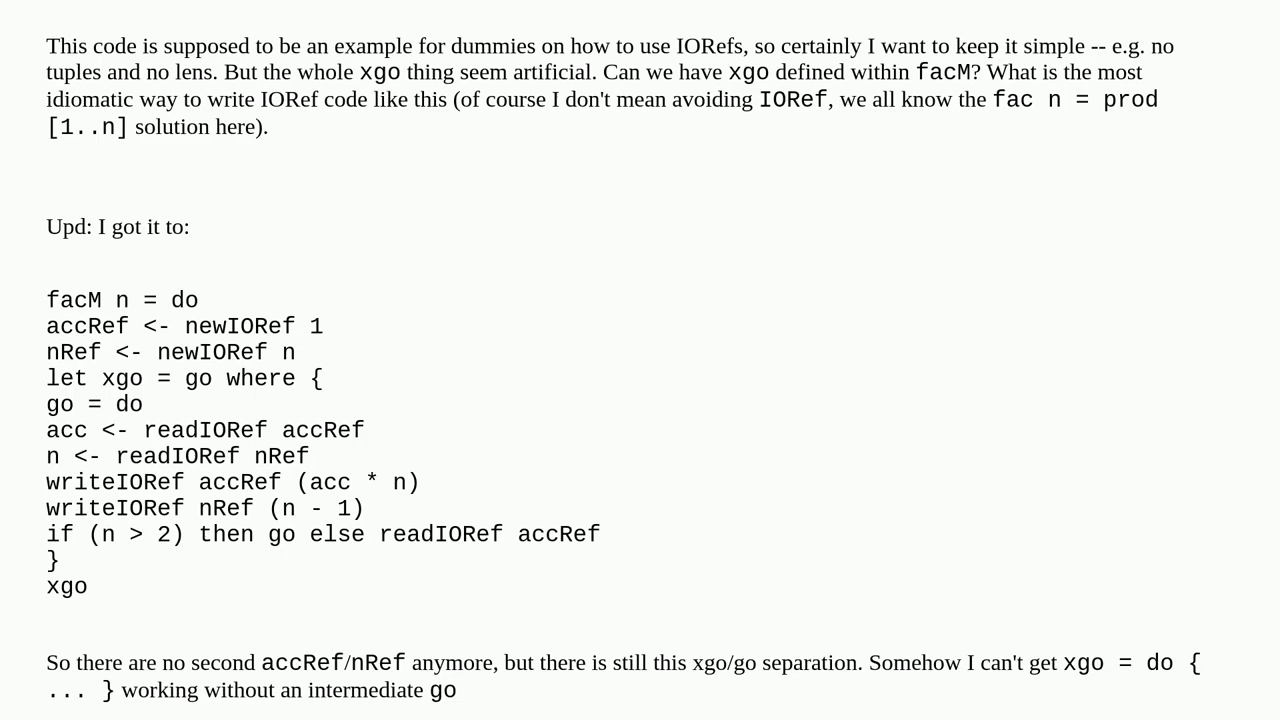 This code is supposed to be an example for dummies on how to use IORefs, so certainly I want to keep it simple -- e.g. no
tuples and no lens. But the whole xgo thing seem artificial. Can we have xgo defined within facM? What is the most
idiomatic way to write IORef code like this (of course I don't mean avoiding IORef, we all know the fac n = prod
[1..n] solution here).
Upd: I got it to:
facM n = do
accRef <- newIORef 1
nRef <- newIORef n
let xgo = go where {
go = do
acc <- readIORef accRef
n <- readIORef nRef
writeIORef accRef (acc * n)
writeIORef nRef (n - 1)
if (n > 2) then go else readIORef accRef
}
xgo
So there are no second accRef/nRef anymore, but there is still this xgo/go separation. Somehow I can't get xgo = do {
... } working without an intermediate go